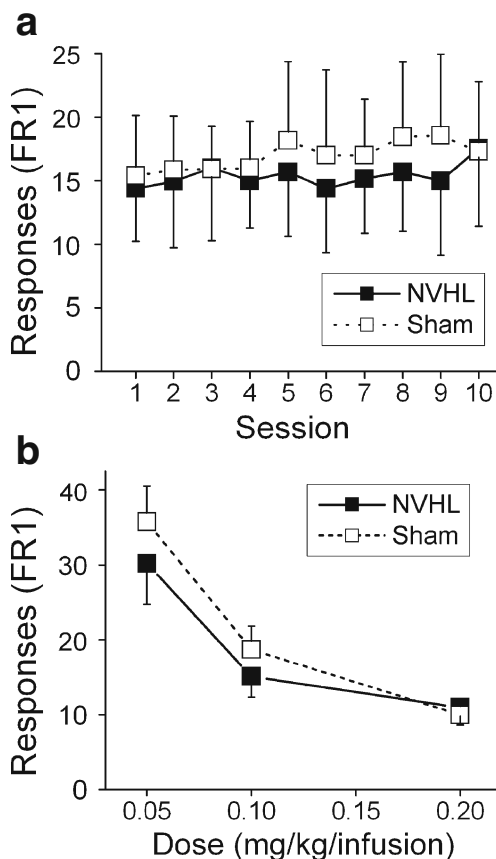 a
Responses (FR1)
25
20
15
10
5
0
NVHL
Sham
1 2 3 4 5 6 7 8 9 10
Session
b
Responses (FR1)
40
30
20
10
0
NVHL
Sham
0.05 0.10 0.15 0.20
Dose (mg/kg/infusion)